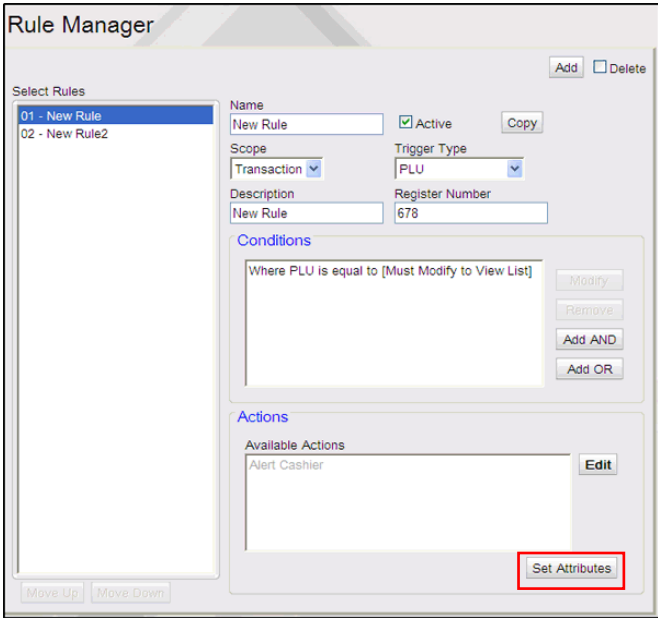 Rule Manager
Add Delete
Select Rules
01 - New Rule
02 - New Rule2
Move Up Move Down
Name
New Rule Active Copy
Scope Trigger Type
Transaction PLU
Description Register Number
New Rule 678
Conditions
Where PLU is equal to [Must Modify to View List]
Modify
Remove
Add AND
Add OR
Actions
Available Actions
Alert Cashier
Edit
Set Attributes